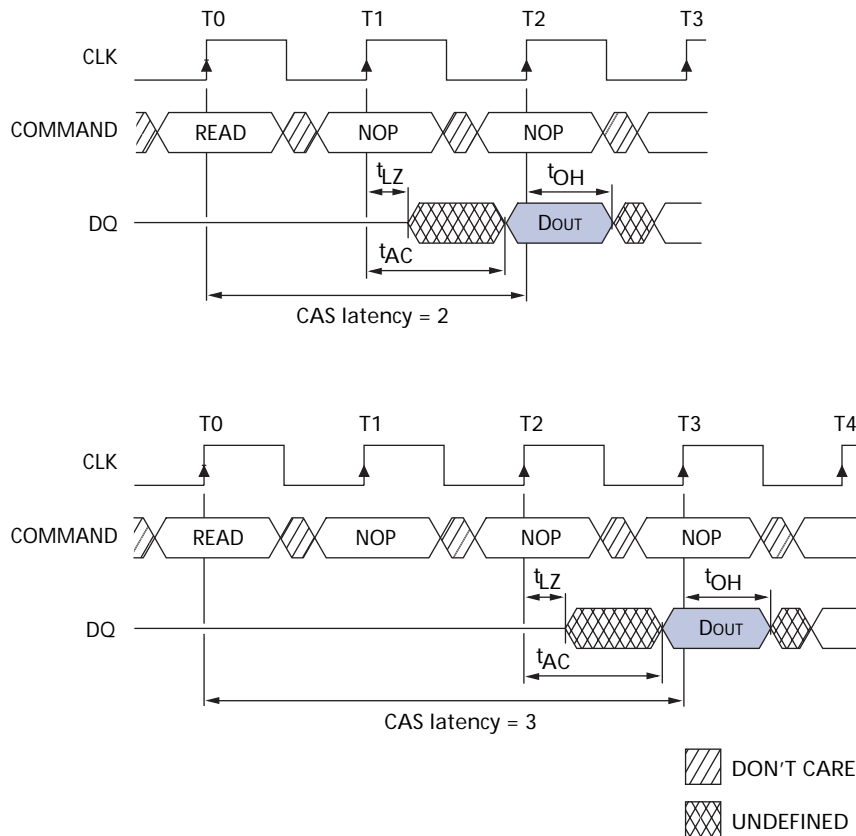 T0 T1 T2 T3
CLK
COMMAND READ NOP NOP
tLZ tOH
DQ DOUT
tAC
CAS latency = 2
T0 T1 T2 T3 T4
CLK
COMMAND READ NOP NOP NOP
tLZ tOH
DQ DOUT
tAC
CAS latency = 3
DON'T CARE
UNDEFINED